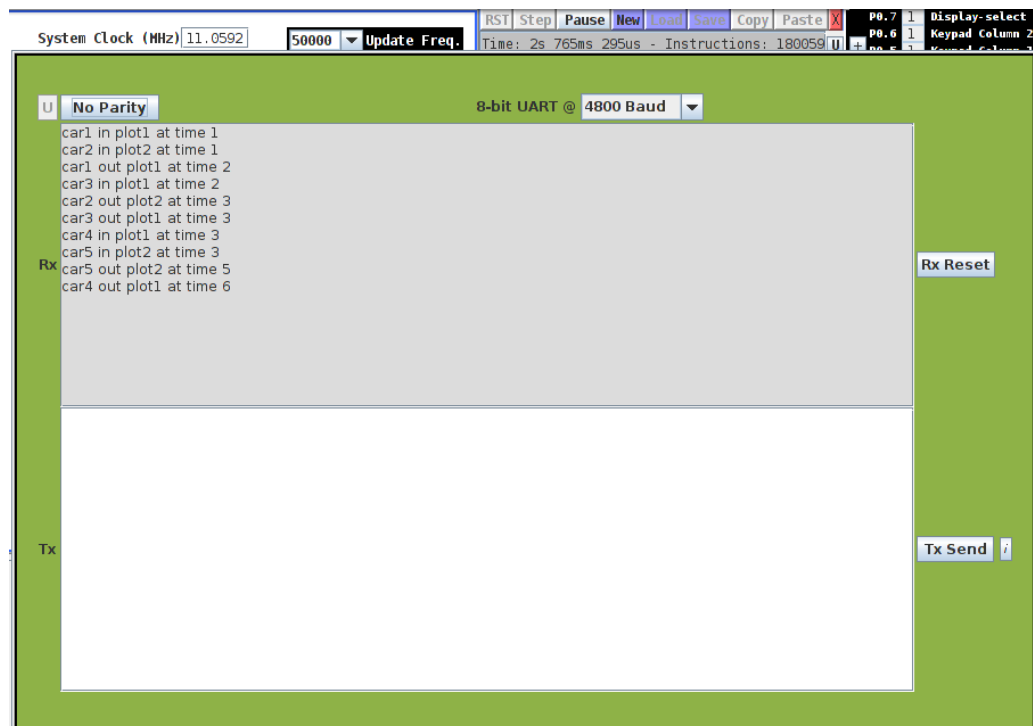 RST Step Pause New Load Save Copy Paste X
System Clock (MHz) 11.0592 50000 Update Freq.
Time: 2s 765ms 295us - Instructions: 180059 U +
P0.7 1 Display-select
P0.6 1 Keypad Column 2
P0.5 1 Keypad Column
U No Parity 8-bit UART @ 4800 Baud
car1 in plot1 at time 1
car2 in plot2 at time 1
car1 out plot1 at time 2
car3 in plot1 at time 2
car2 out plot2 at time 3
car3 out plot1 at time 3
car4 in plot1 at time 3
car5 in plot2 at time 3
car5 out plot2 at time 5
car4 out plot1 at time 6
Rx
Rx Reset
Tx
Tx Send i